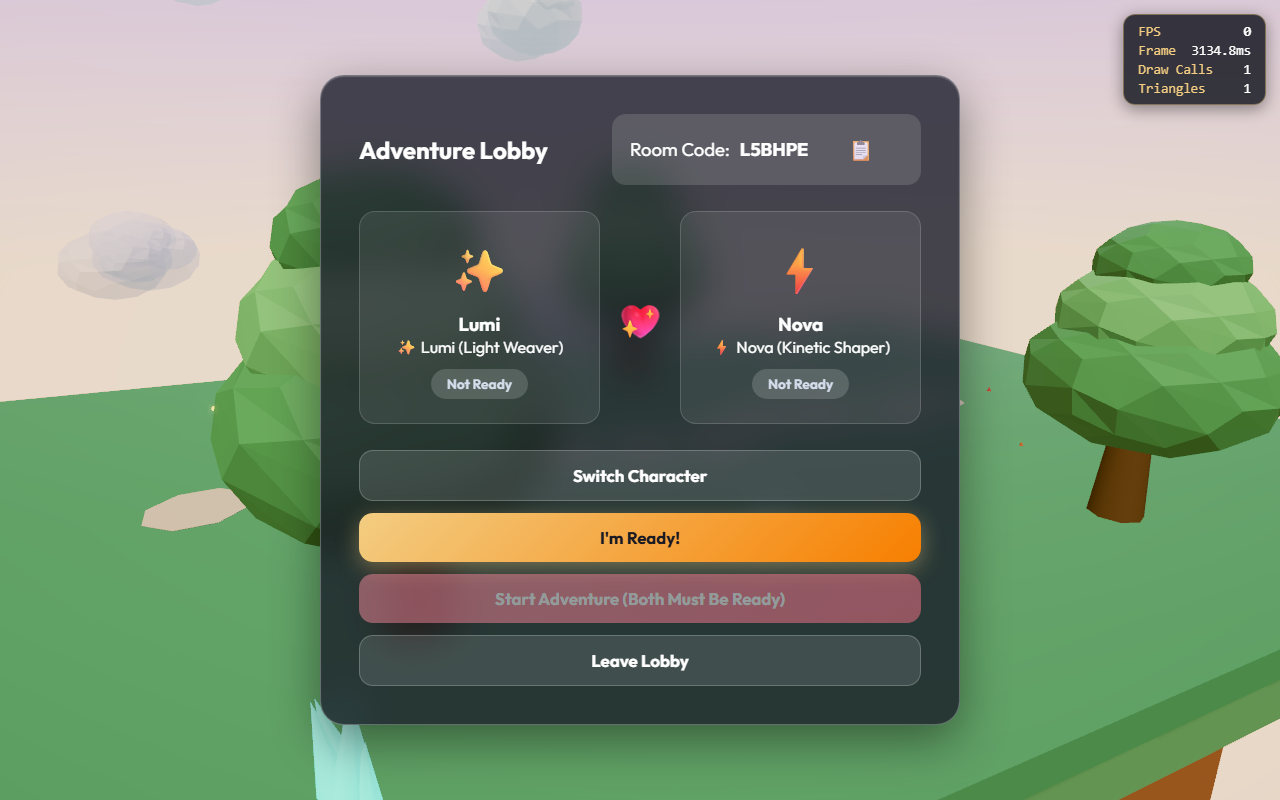 FPS 0
Frame 3134.8ms
Draw Calls 1
Triangles 1
Adventure Lobby
Room Code: L5BHPE
Lumi
Lumi (Light Weaver)
Not Ready
Nova
Nova (Kinetic Shaper)
Not Ready
Switch Character
I'm Ready!
Start Adventure (Both Must Be Ready)
Leave Lobby